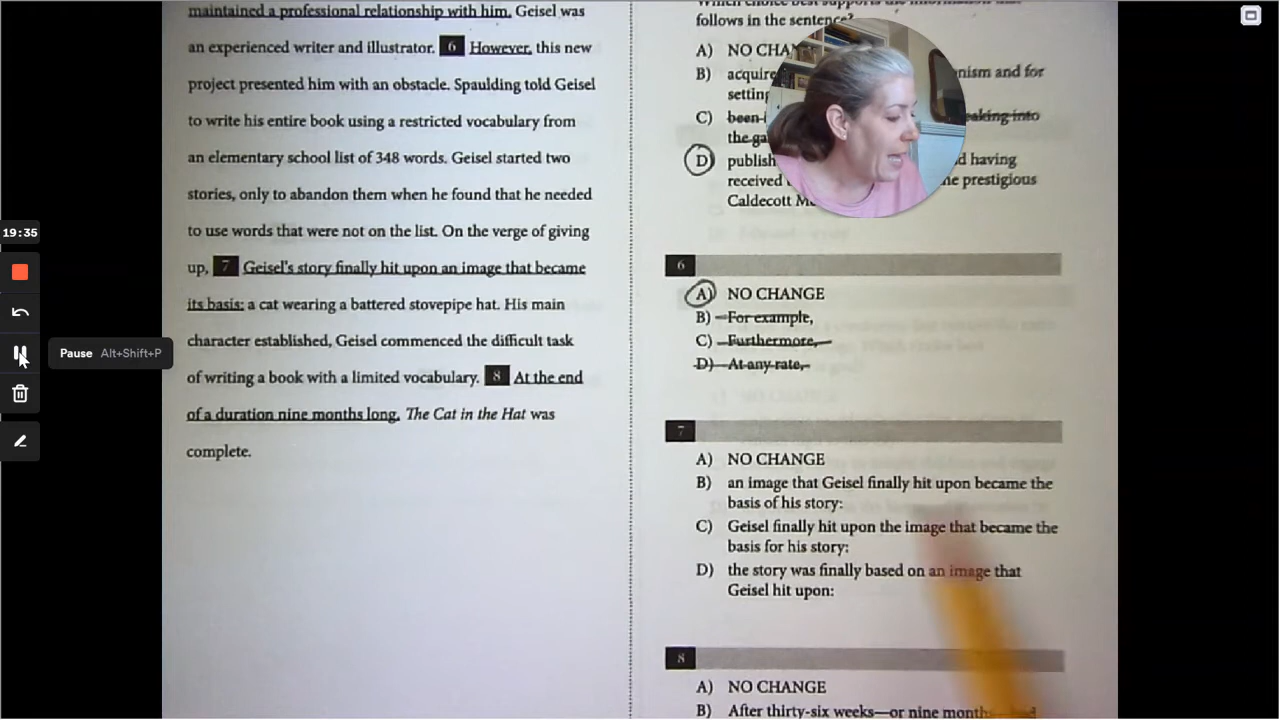 maintained a professional relationship with him. Geisel was
an experienced writer and illustrator. 6 However, this new
project presented him with an obstacle. Spaulding told Geisel
to write his entire book using a restricted vocabulary from
an elementary school list of 348 words. Geisel started two
stories, only to abandon them when he found that he needed
to use words that were not on the list. On the verge of giving
up, 7 Geisel's story finally hit upon an image that became
its basis: a cat wearing a battered stovepipe hat. His main
character established, Geisel commenced the difficult task
of writing a book with a limited vocabulary. 8 At the end
of a duration nine months long, The Cat in the Hat was
complete.
follows in the sentence?
A) NO CHA
B) acquire nism and for
setting
C) been i aking into
the ga
D) publish d having
received he prestigious
Caldecott M
6
A) NO CHANGE
B) For example,
C) Furthermore,
D) At any rate,
7
A) NO CHANGE
B) an image that Geisel finally hit upon became the
basis of his story:
C) Geisel finally hit upon the image that became the
basis for his story:
D) the story was finally based on an image that
Geisel hit upon:
8
A) NO CHANGE
B) After thirty-six weeks—or nine months—had
19:35
Pause Alt+Shift+P